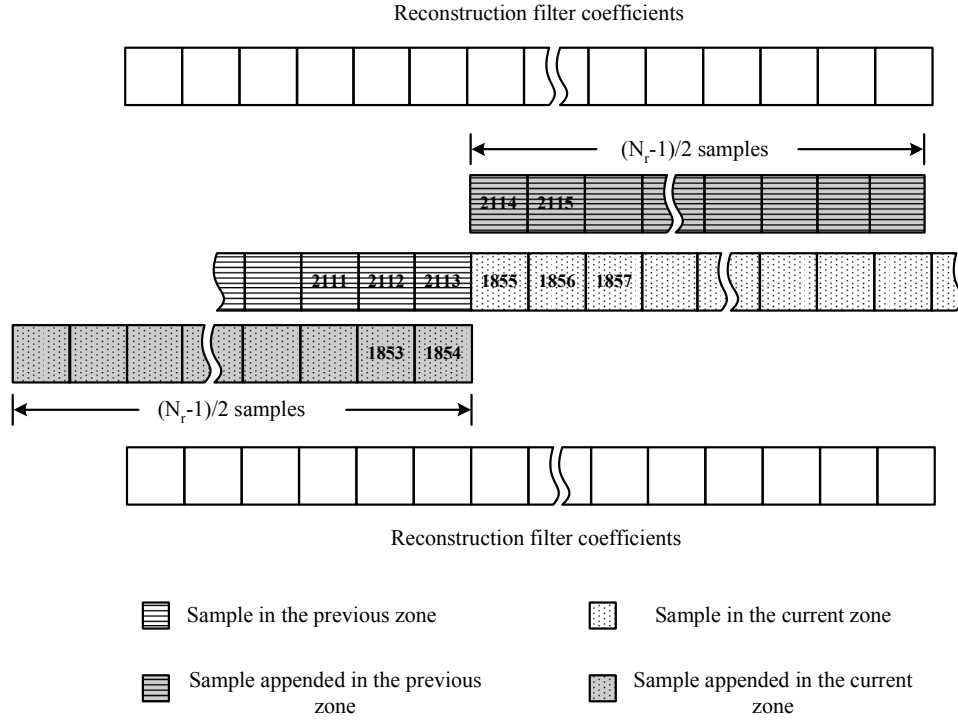 Reconstruction filter coefficients
(Nᵣ-1)/2 samples
2114 2115
2111 2112 2113 1855 1856 1857
1853 1854
(Nᵣ-1)/2 samples
Reconstruction filter coefficients
Sample in the previous zone
Sample in the current zone
Sample appended in the previous
zone
Sample appended in the current
zone